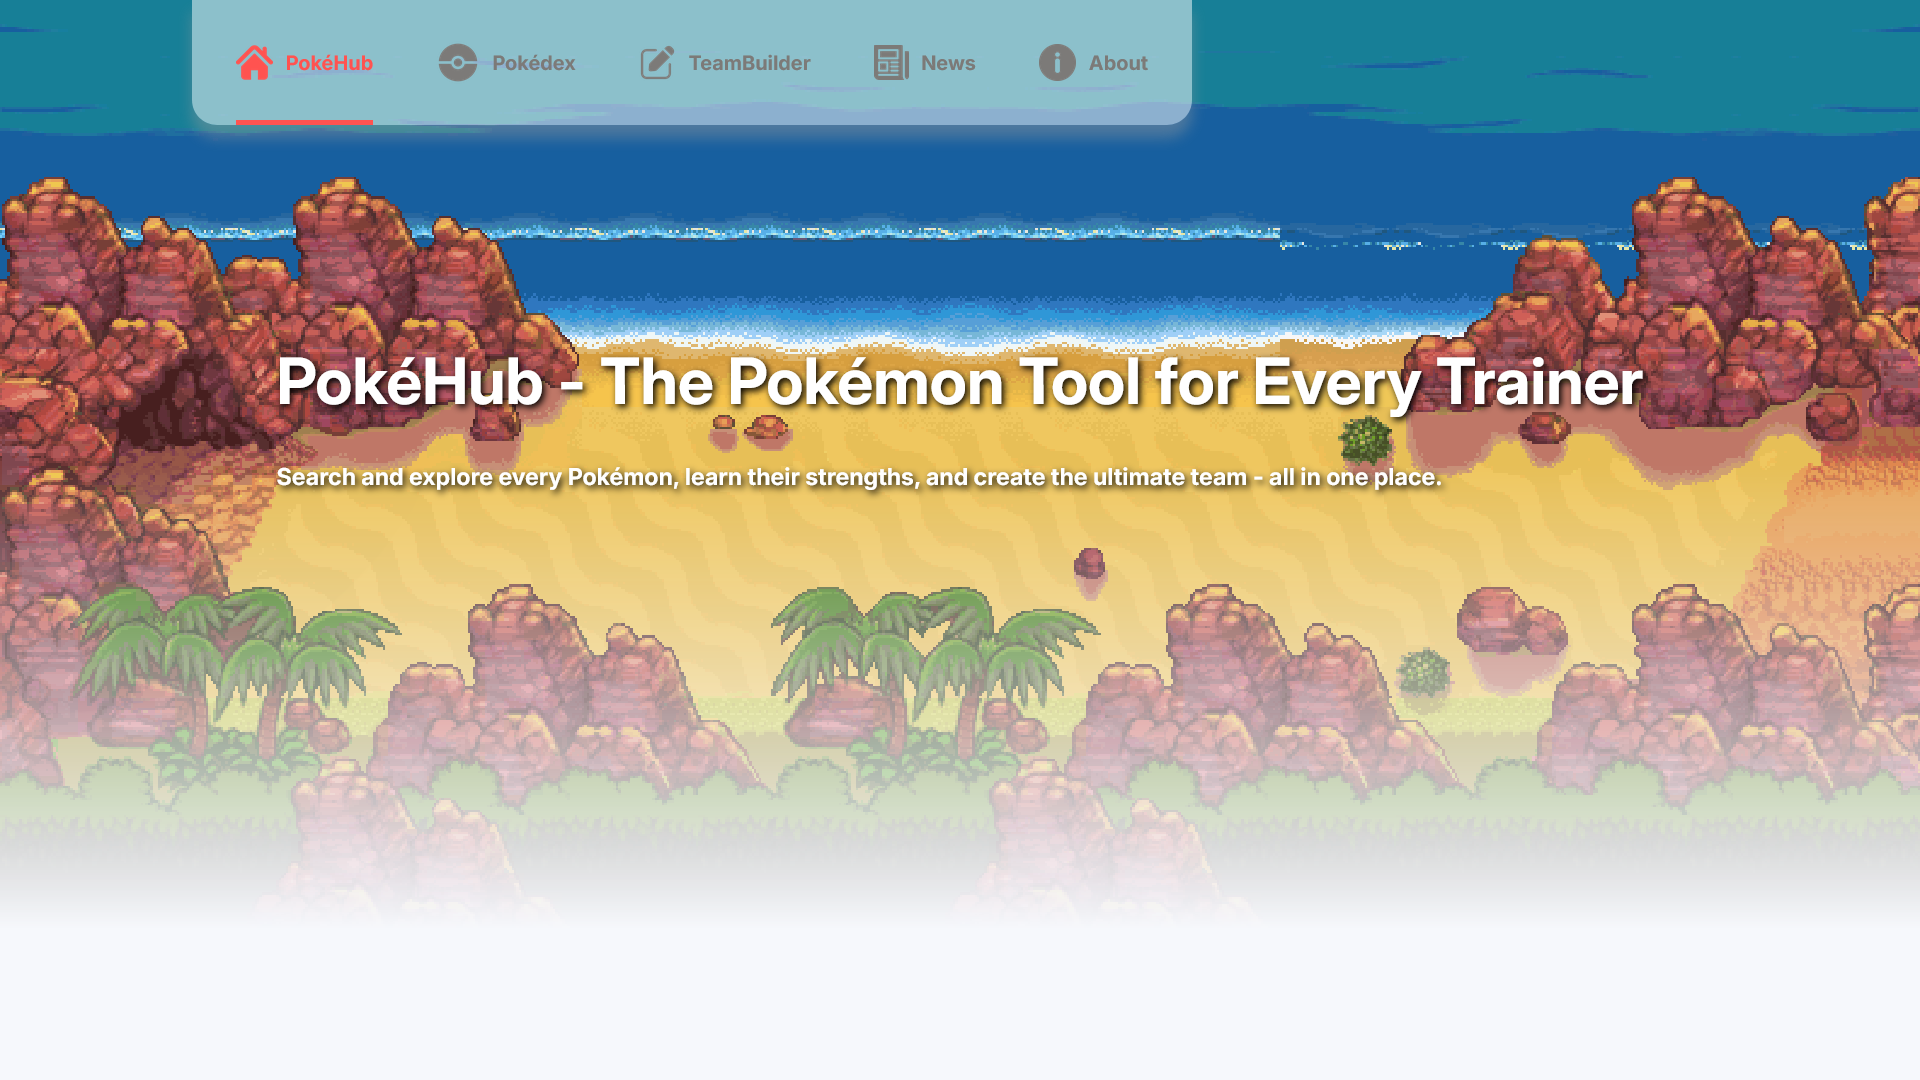 PokéHub
Pokédex
TeamBuilder
News
About
PokéHub - The Pokémon Tool for Every Trainer
Search and explore every Pokémon, learn their strengths, and create the ultimate team - all in one place.